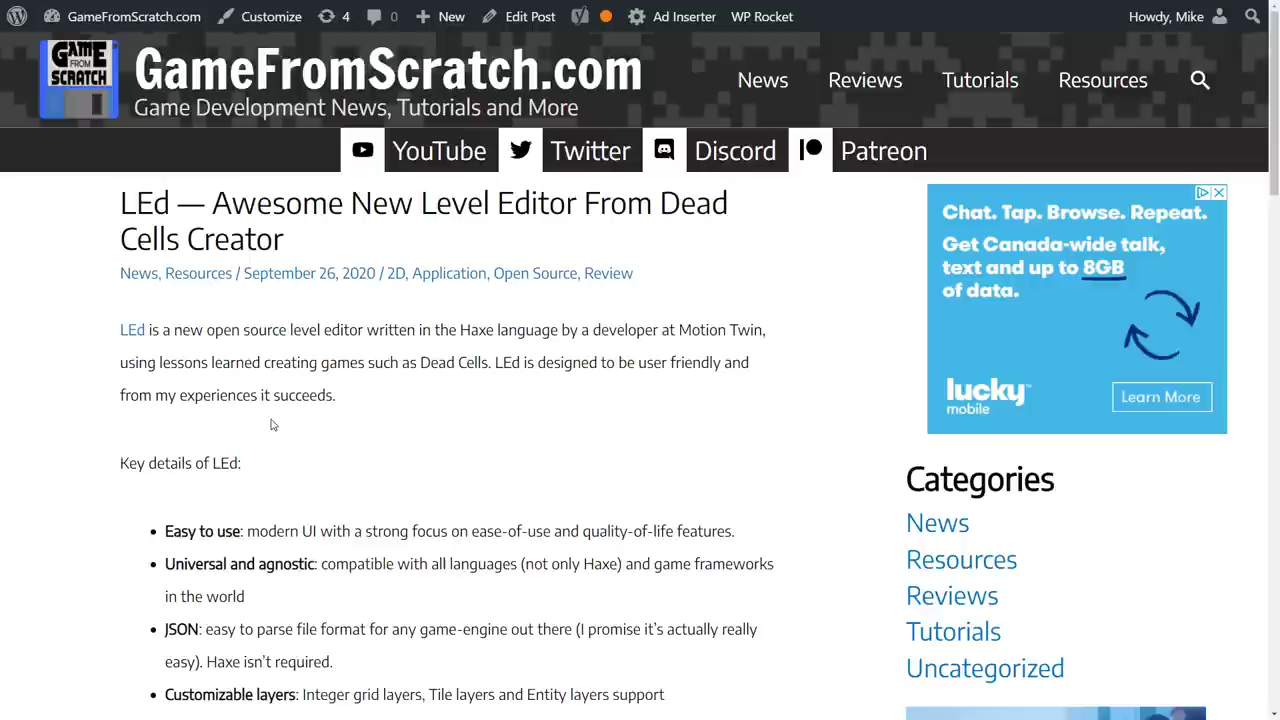 GameFromScratch.com Customize 4 0 New Edit Post Ad Inserter WP Rocket Howdy, Mike
GAME
FROM
SCRATCH
GameFromScratch.com
Game Development News, Tutorials and More
News Reviews Tutorials Resources
YouTube Twitter Discord Patreon
LEd — Awesome New Level Editor From Dead
Cells Creator
News, Resources / September 26, 2020 / 2D, Application, Open Source, Review
LEd is a new open source level editor written in the Haxe language by a developer at Motion Twin,
using lessons learned creating games such as Dead Cells. LEd is designed to be user friendly and
from my experiences it succeeds.
Key details of LEd:
• Easy to use: modern UI with a strong focus on ease-of-use and quality-of-life features.
• Universal and agnostic: compatible with all languages (not only Haxe) and game frameworks
in the world
• JSON: easy to parse file format for any game-engine out there (I promise it's actually really
easy). Haxe isn't required.
• Customizable layers: Integer grid layers, Tile layers and Entity layers support
Chat. Tap. Browse. Repeat.
Get Canada-wide talk,
text and up to 8GB
of data.
lucky
mobile
Learn More
Categories
News
Resources
Reviews
Tutorials
Uncategorized